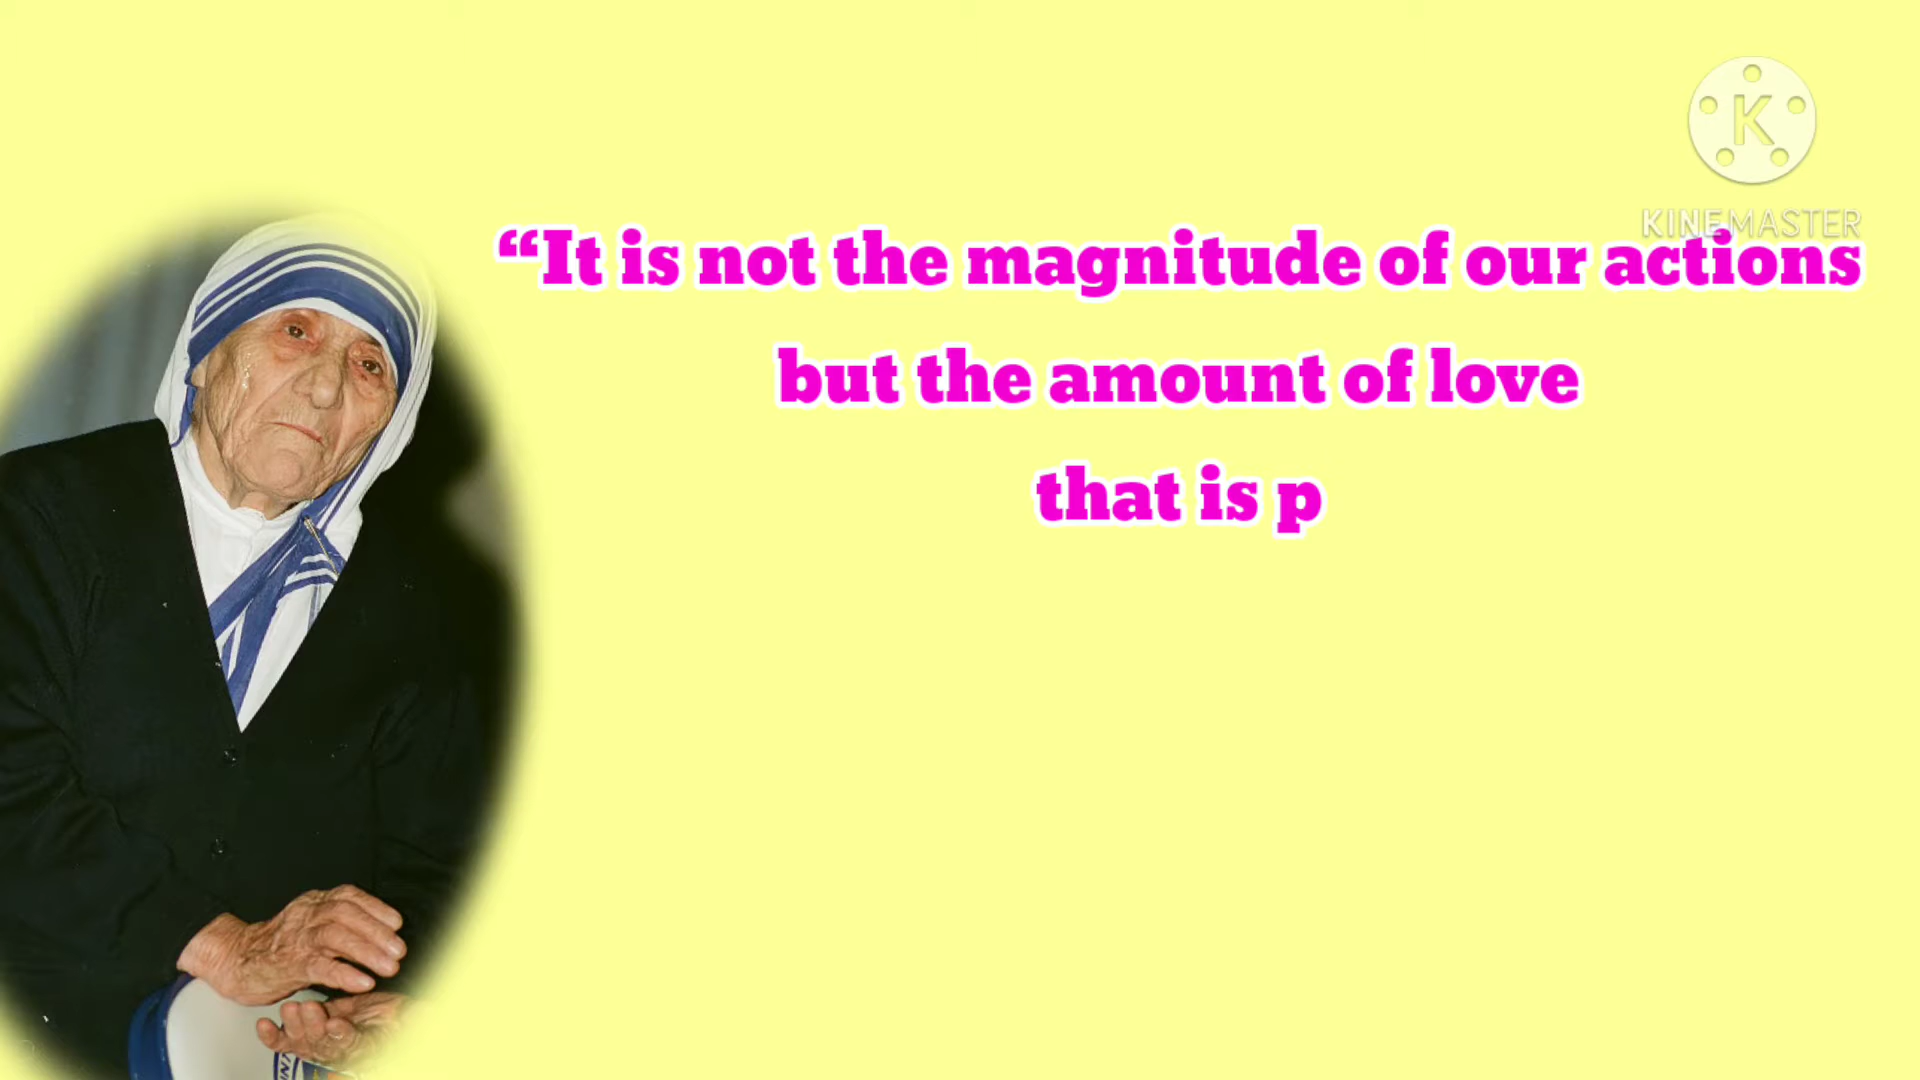 K
KINEMASTER
“It is not the magnitude of our actions
but the amount of love
that is p